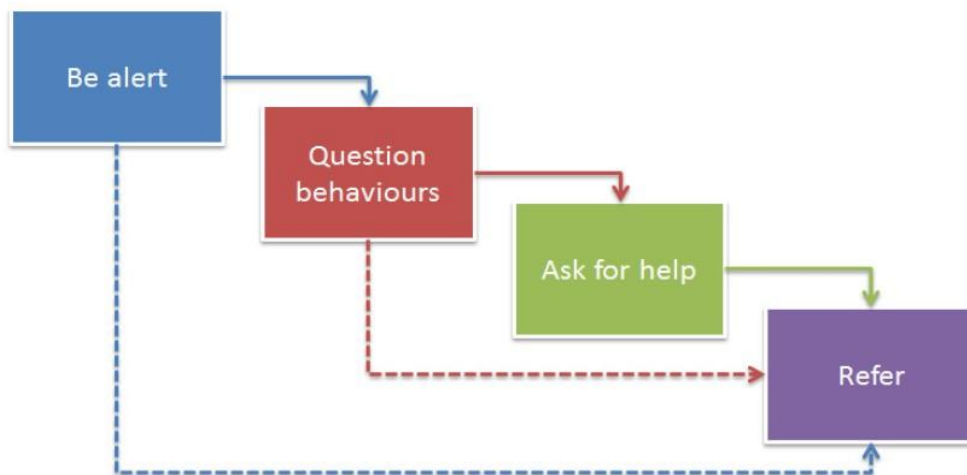 Be alert
Question
behaviours
Ask for help
Refer